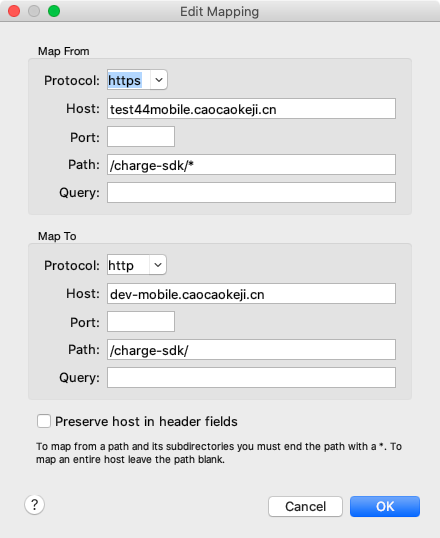 Edit Mapping
Map From
Protocol: https
Host: test44mobile.caocaokeji.cn
Port:
Path: /charge-sdk/*
Query:
Map To
Protocol: http
Host: dev-mobile.caocaokeji.cn
Port:
Path: /charge-sdk/
Query:
Preserve host in header fields
To map from a path and its subdirectories you must end the path with a *. To
map an entire host leave the path blank.
? Cancel OK